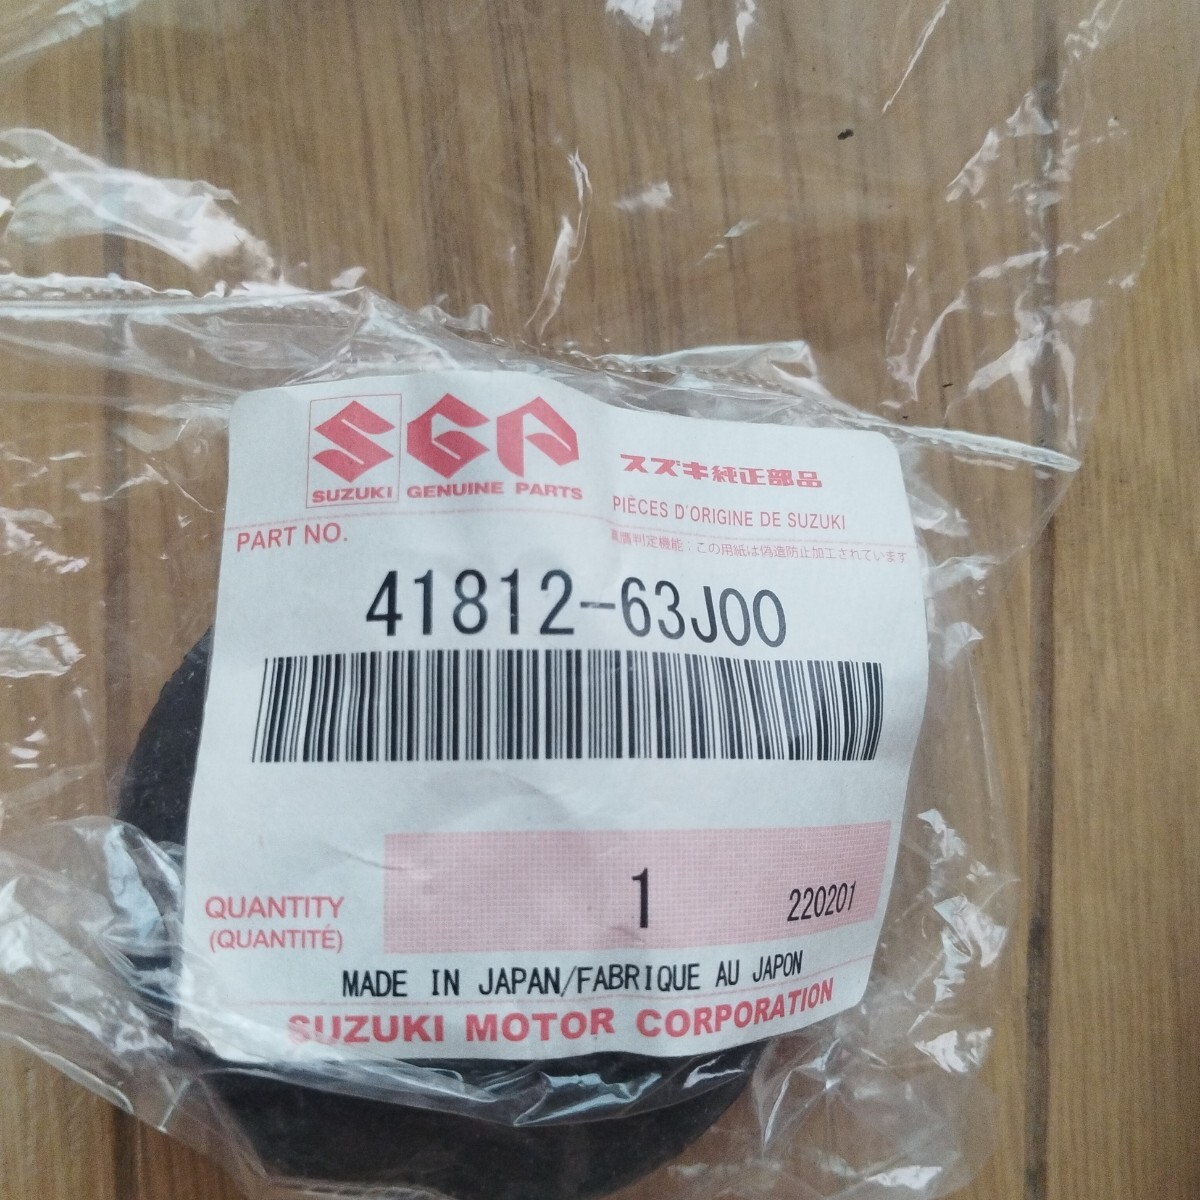 SGP
SUZUKI GENUINE PARTS
スズキ純正部品
PIÈCES D'ORIGINE DE SUZUKI
真贋判定機能：この用紙は偽造防止加工されています
PART NO.
41812-63J00
QUANTITY
(QUANTITÉ)
1
220201
MADE IN JAPAN/FABRIQUE AU JAPON
SUZUKI MOTOR CORPORATION